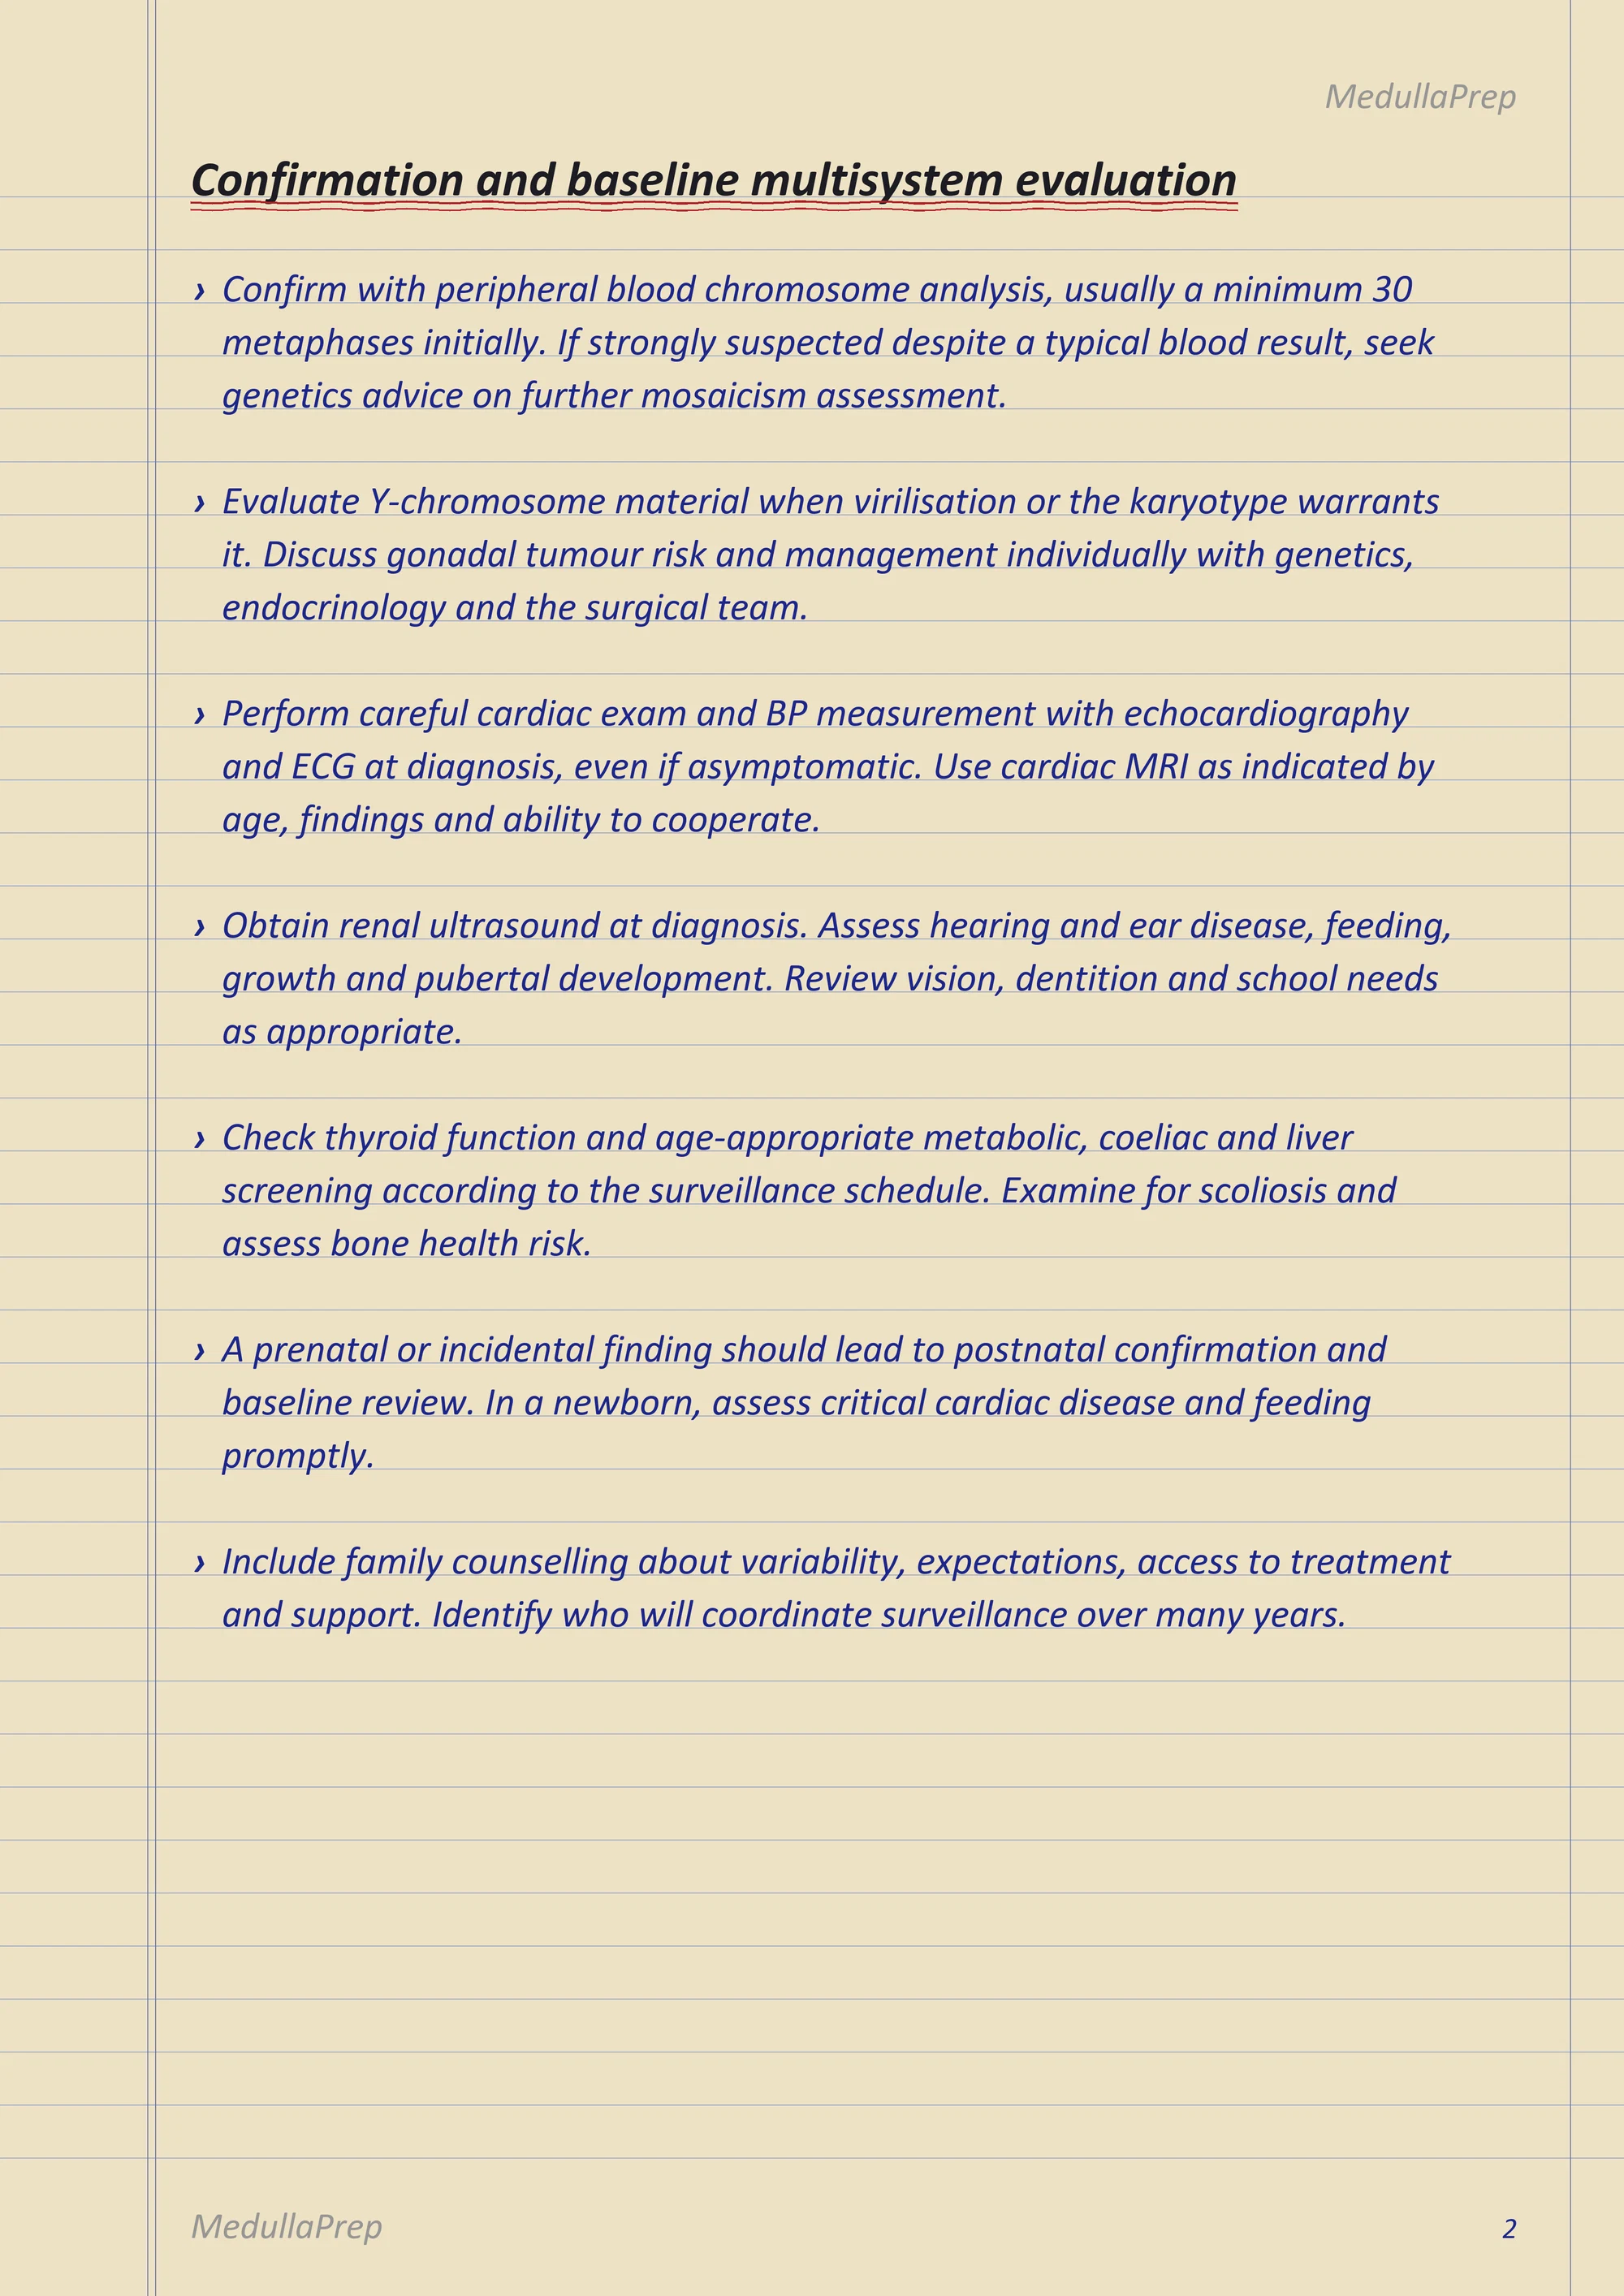 MedullaPrep
Confirmation and baseline multisystem evaluation
› Confirm with peripheral blood chromosome analysis, usually a minimum 30
metaphases initially. If strongly suspected despite a typical blood result, seek
genetics advice on further mosaicism assessment.
› Evaluate Y-chromosome material when virilisation or the karyotype warrants
it. Discuss gonadal tumour risk and management individually with genetics,
endocrinology and the surgical team.
› Perform careful cardiac exam and BP measurement with echocardiography
and ECG at diagnosis, even if asymptomatic. Use cardiac MRI as indicated by
age, findings and ability to cooperate.
› Obtain renal ultrasound at diagnosis. Assess hearing and ear disease, feeding,
growth and pubertal development. Review vision, dentition and school needs
as appropriate.
› Check thyroid function and age-appropriate metabolic, coeliac and liver
screening according to the surveillance schedule. Examine for scoliosis and
assess bone health risk.
› A prenatal or incidental finding should lead to postnatal confirmation and
baseline review. In a newborn, assess critical cardiac disease and feeding
promptly.
› Include family counselling about variability, expectations, access to treatment
and support. Identify who will coordinate surveillance over many years.
MedullaPrep
2